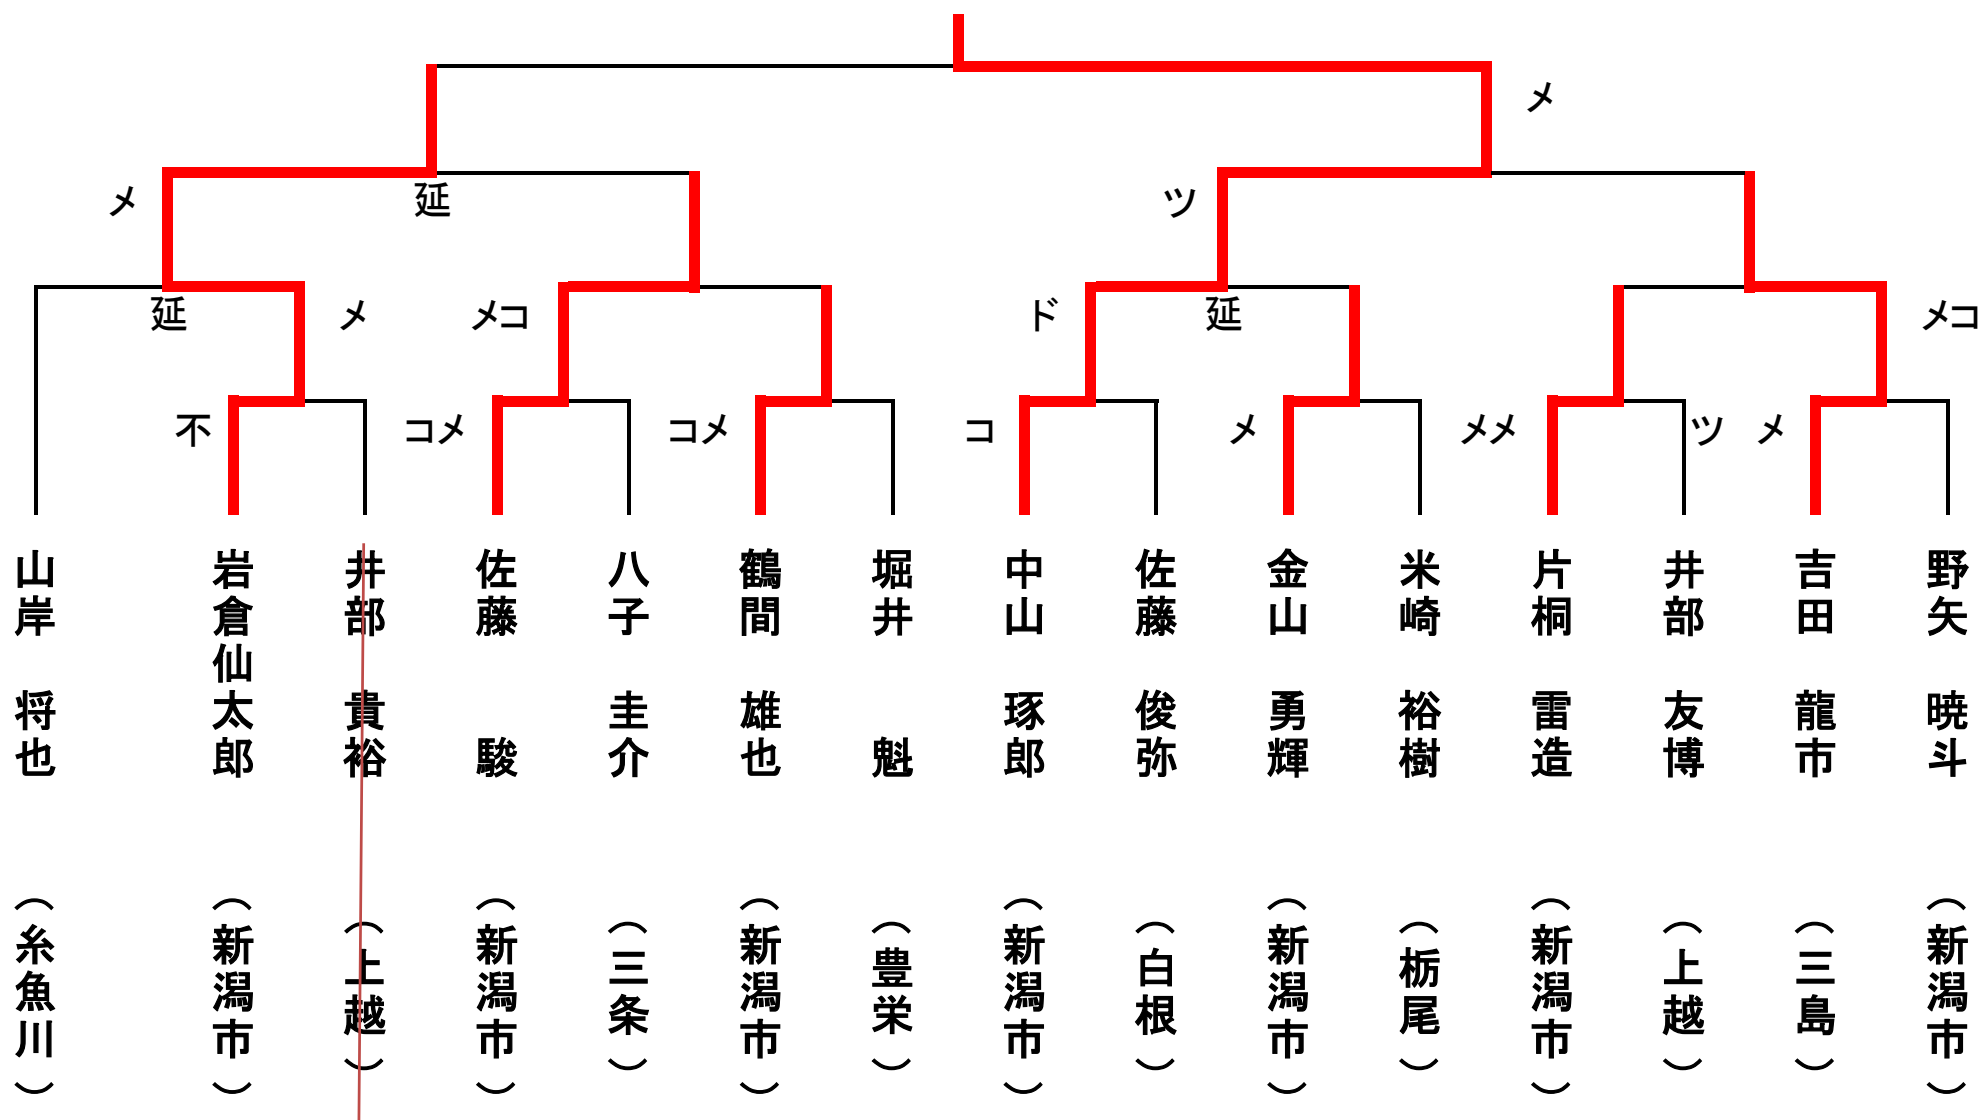 メ
メ
延
ツ
延
メ
メコ
ド
延
メコ
不
コメ
コメ
コ
メ
メメ
ツ
メ
山岸 将也 (糸魚川)
岩倉仙太郎 (新潟市)
井部 貴裕 (上越)
佐藤 駿 (新潟市)
八子 圭介 (三条)
鶴間 雄也 (新潟市)
堀井 魁 (豊栄)
中山 琢郎 (新潟市)
佐藤 俊弥 (白根)
金山 勇輝 (新潟市)
米崎 裕樹 (栃尾)
片桐 雷造 (新潟市)
井部 友博 (上越)
吉田 龍市 (三島)
野矢 暁斗 (新潟市)